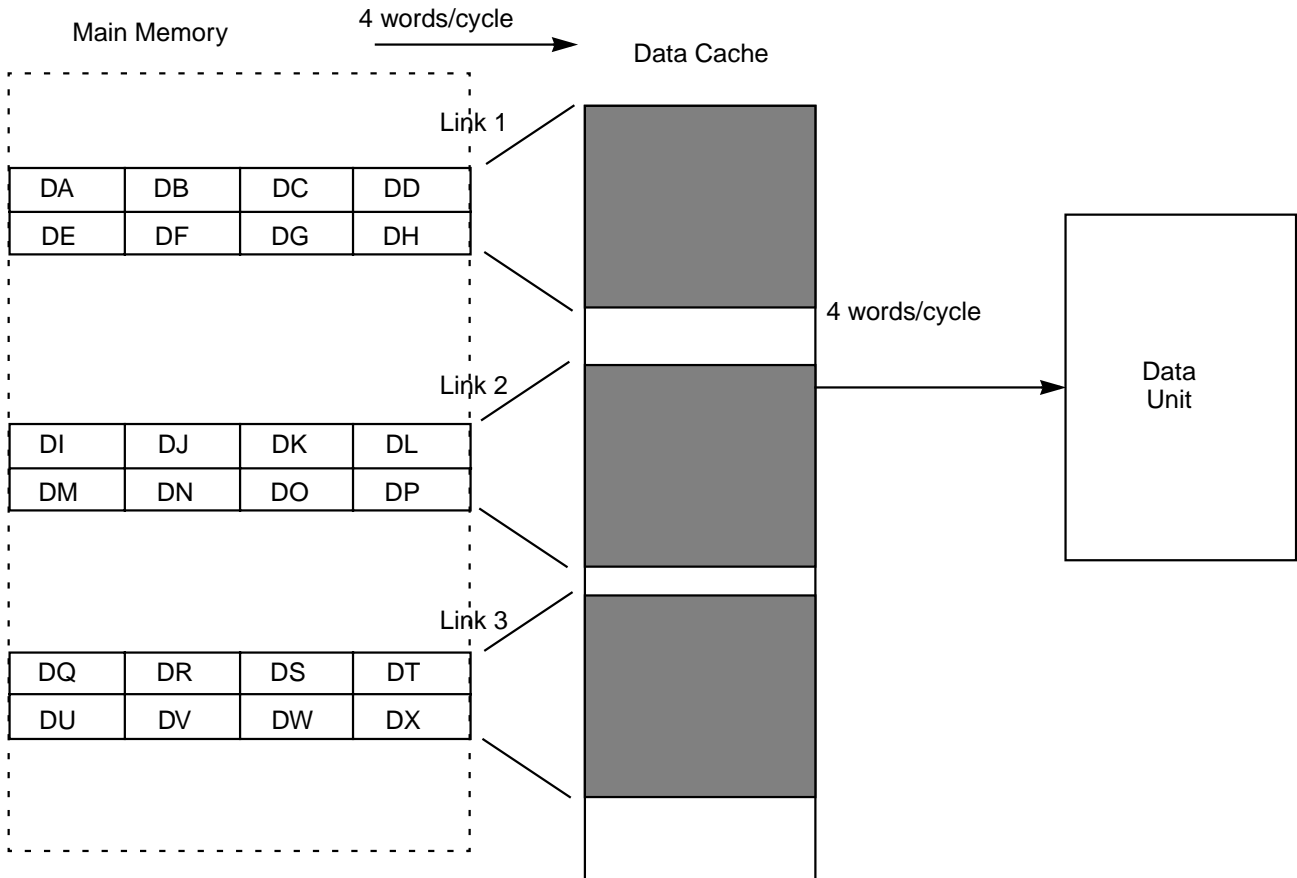 4 words/cycle
Main Memory
Data Cache
Link 1
DA DB DC DD
DE DF DG DH
4 words/cycle
Link 2
Data
Unit
DI DJ DK DL
DM DN DO DP
Link 3
DQ DR DS DT
DU DV DW DX